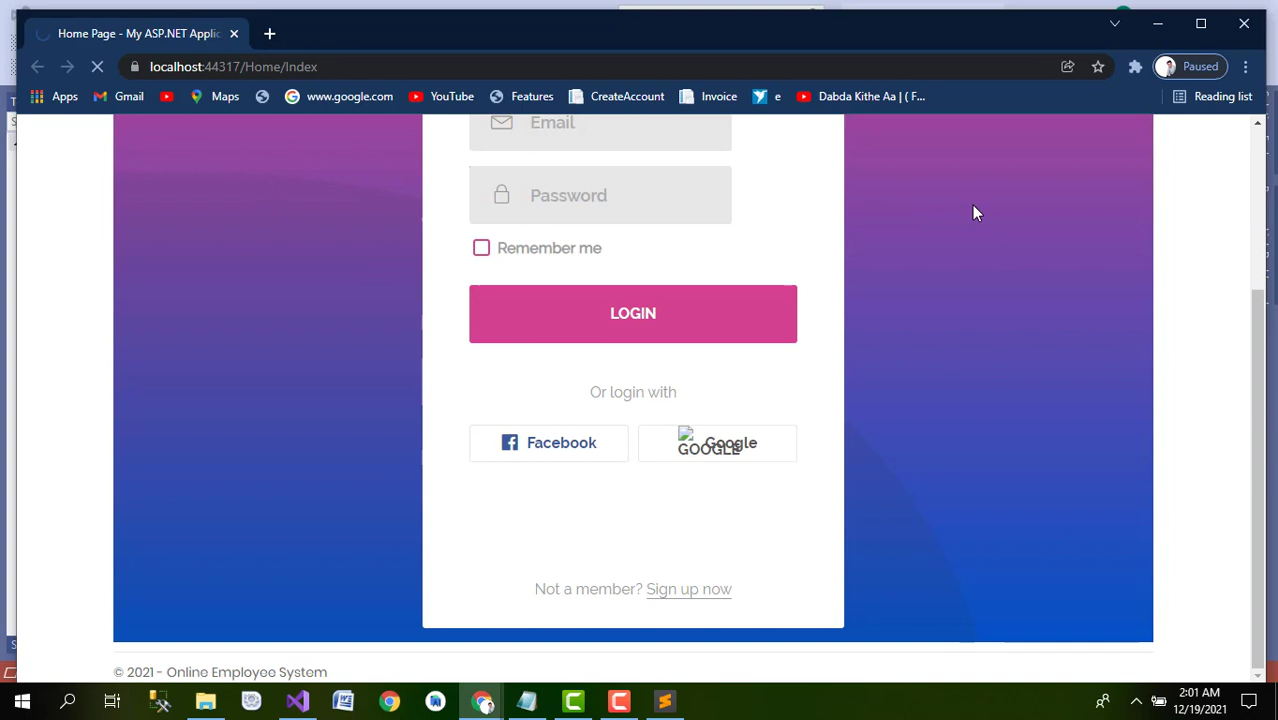 Home Page - My ASP.NET Applic
localhost:44317/Home/Index
Paused
Apps
Gmail
Maps
www.google.com
YouTube
Features
CreateAccount
Invoice
e
Dabda Kithe Aa | ( F...
Reading list
Email
Password
Remember me
LOGIN
Or login with
Facebook
Google
GOOGLE
Not a member? Sign up now
© 2021 - Online Employee System
2:01 AM
12/19/2021